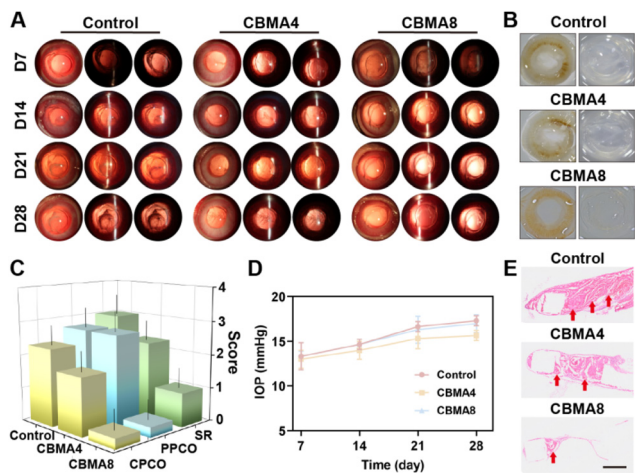 A
Control
CBMA4
CBMA8
D7
D14
D21
D28
B
Control
CBMA4
CBMA8
C
4
3
2
1
0
Score
Control
CBMA4
CBMA8
CPCO
PPCO
SR
D
20
15
10
5
IOP (mmHg)
Control
CBMA4
CBMA8
7
14
21
28
Time (day)
E
Control
CBMA4
CBMA8